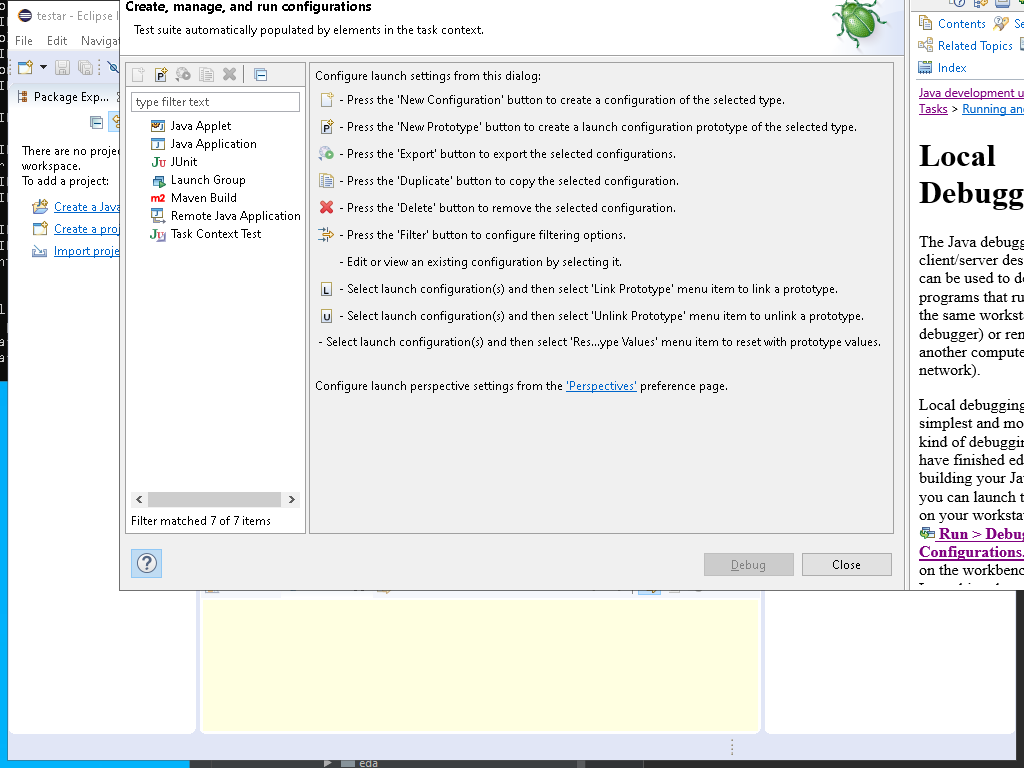 testar - Eclipse I
File Edit Navigat
Package Exp...
There are no proje
workspace.
To add a project:
Create a Java
Create a proj
Import proje
Create, manage, and run configurations
Test suite automatically populated by elements in the task context.
type filter text
Java Applet
Java Application
JUnit
Launch Group
Maven Build
Remote Java Application
Task Context Test
Filter matched 7 of 7 items
Configure launch settings from this dialog:
- Press the 'New Configuration' button to create a configuration of the selected type.
- Press the 'New Prototype' button to create a launch configuration prototype of the selected type.
- Press the 'Export' button to export the selected configurations.
- Press the 'Duplicate' button to copy the selected configuration.
- Press the 'Delete' button to remove the selected configuration.
- Press the 'Filter' button to configure filtering options.
- Edit or view an existing configuration by selecting it.
- Select launch configuration(s) and then select 'Link Prototype' menu item to link a prototype.
- Select launch configuration(s) and then select 'Unlink Prototype' menu item to unlink a prototype.
- Select launch configuration(s) and then select 'Res...ype Values' menu item to reset with prototype values.
Configure launch perspective settings from the 'Perspectives' preference page.
Debug
Close
Contents Se
Related Topics
Index
Java development u
Tasks > Running and
Local
Debugg
The Java debugg
client/server des
can be used to de
programs that ru
the same worksta
debugger) or rem
another compute
network).
Local debugging
simplest and mo
kind of debuggin
have finished ed
building your Jav
you can launch t
on your worksta
Run > Debug
Configurations.
on the workbenc
eda